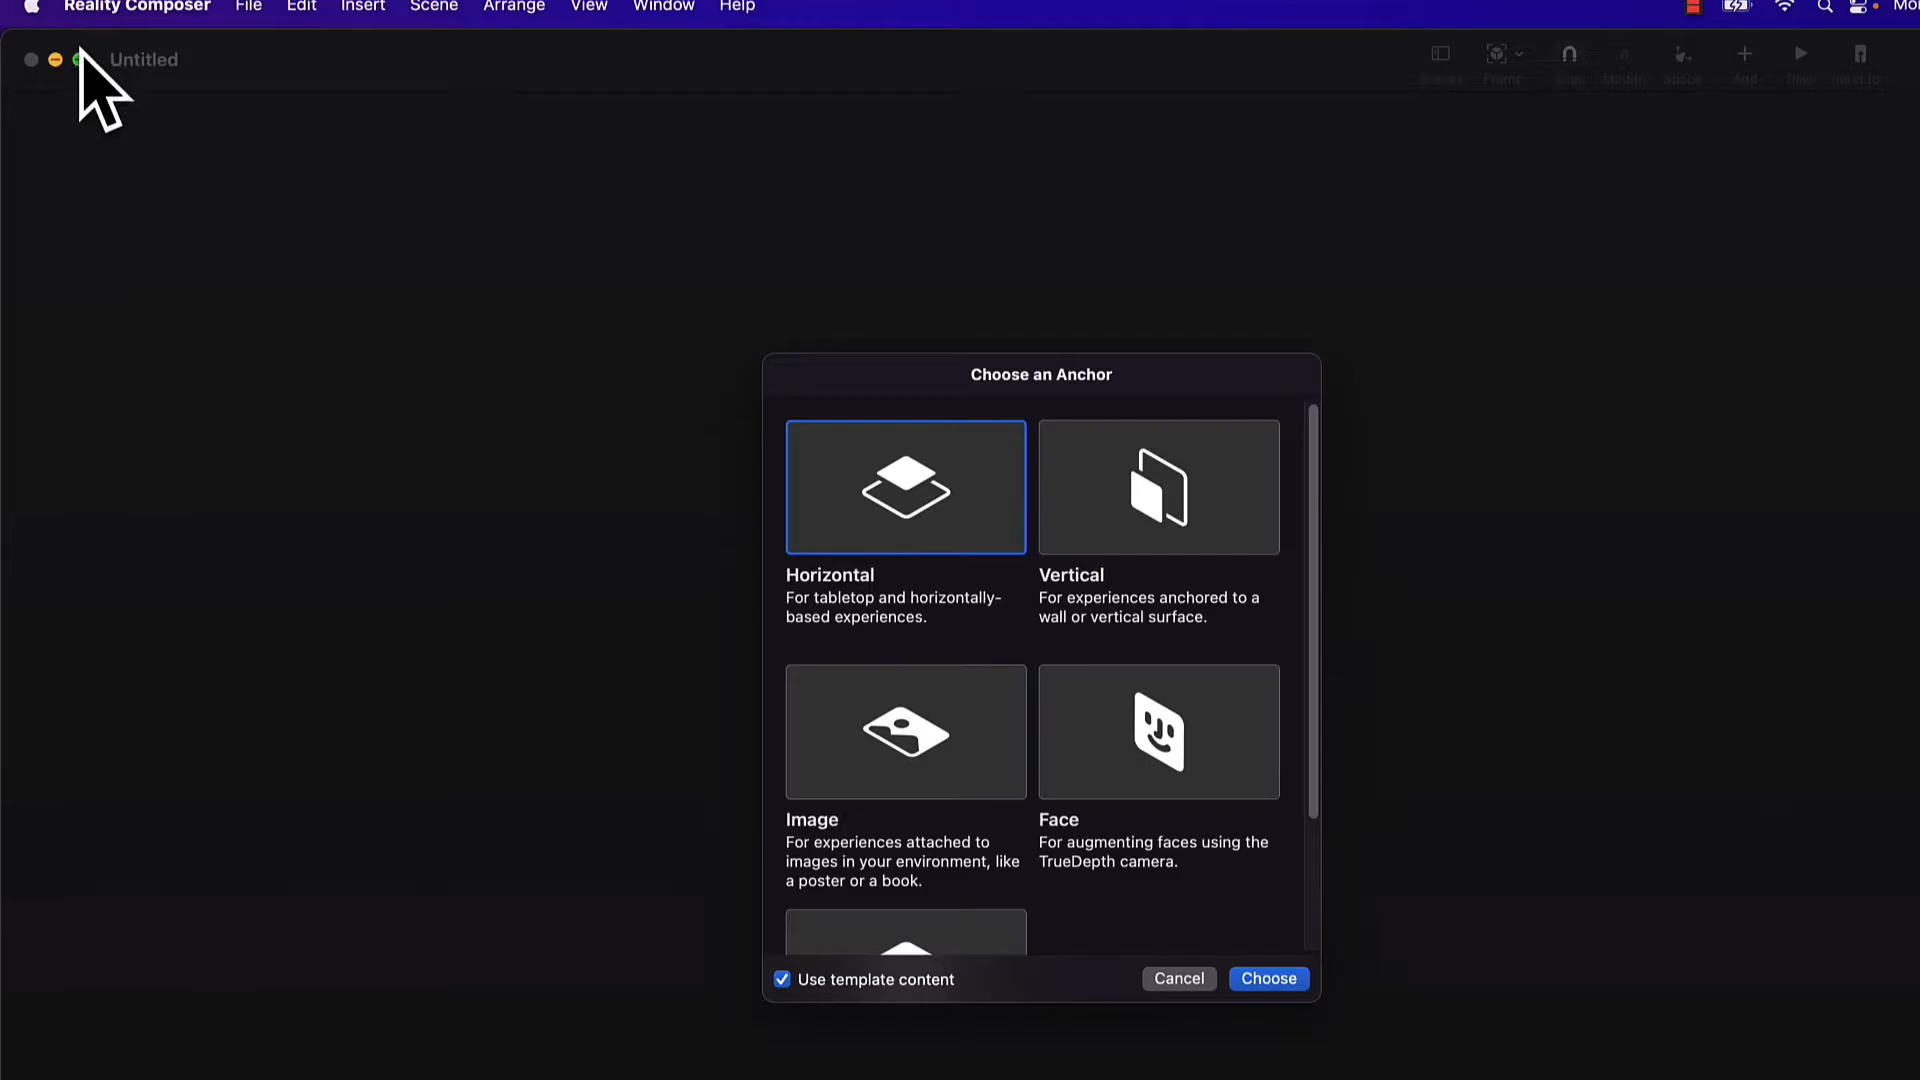 Reality Composer File Edit Insert Scene Arrange View Window Help
Untitled
Choose an Anchor
Horizontal
For tabletop and horizontally-
based experiences.
Vertical
For experiences anchored to a
wall or vertical surface.
Image
For experiences attached to
images in your environment, like
a poster or a book.
Face
For augmenting faces using the
TrueDepth camera.
Use template content
Cancel
Choose